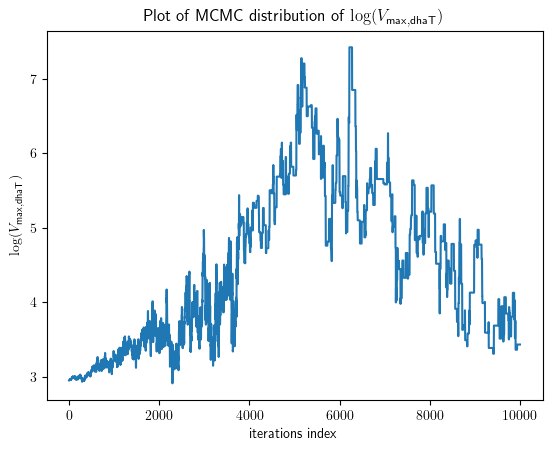 Plot of MCMC distribution of log(V_max,dhaT)
7
6
5
4
3
log(V_max,dhaT)
0 2000 4000 6000 8000 10000
iterations index